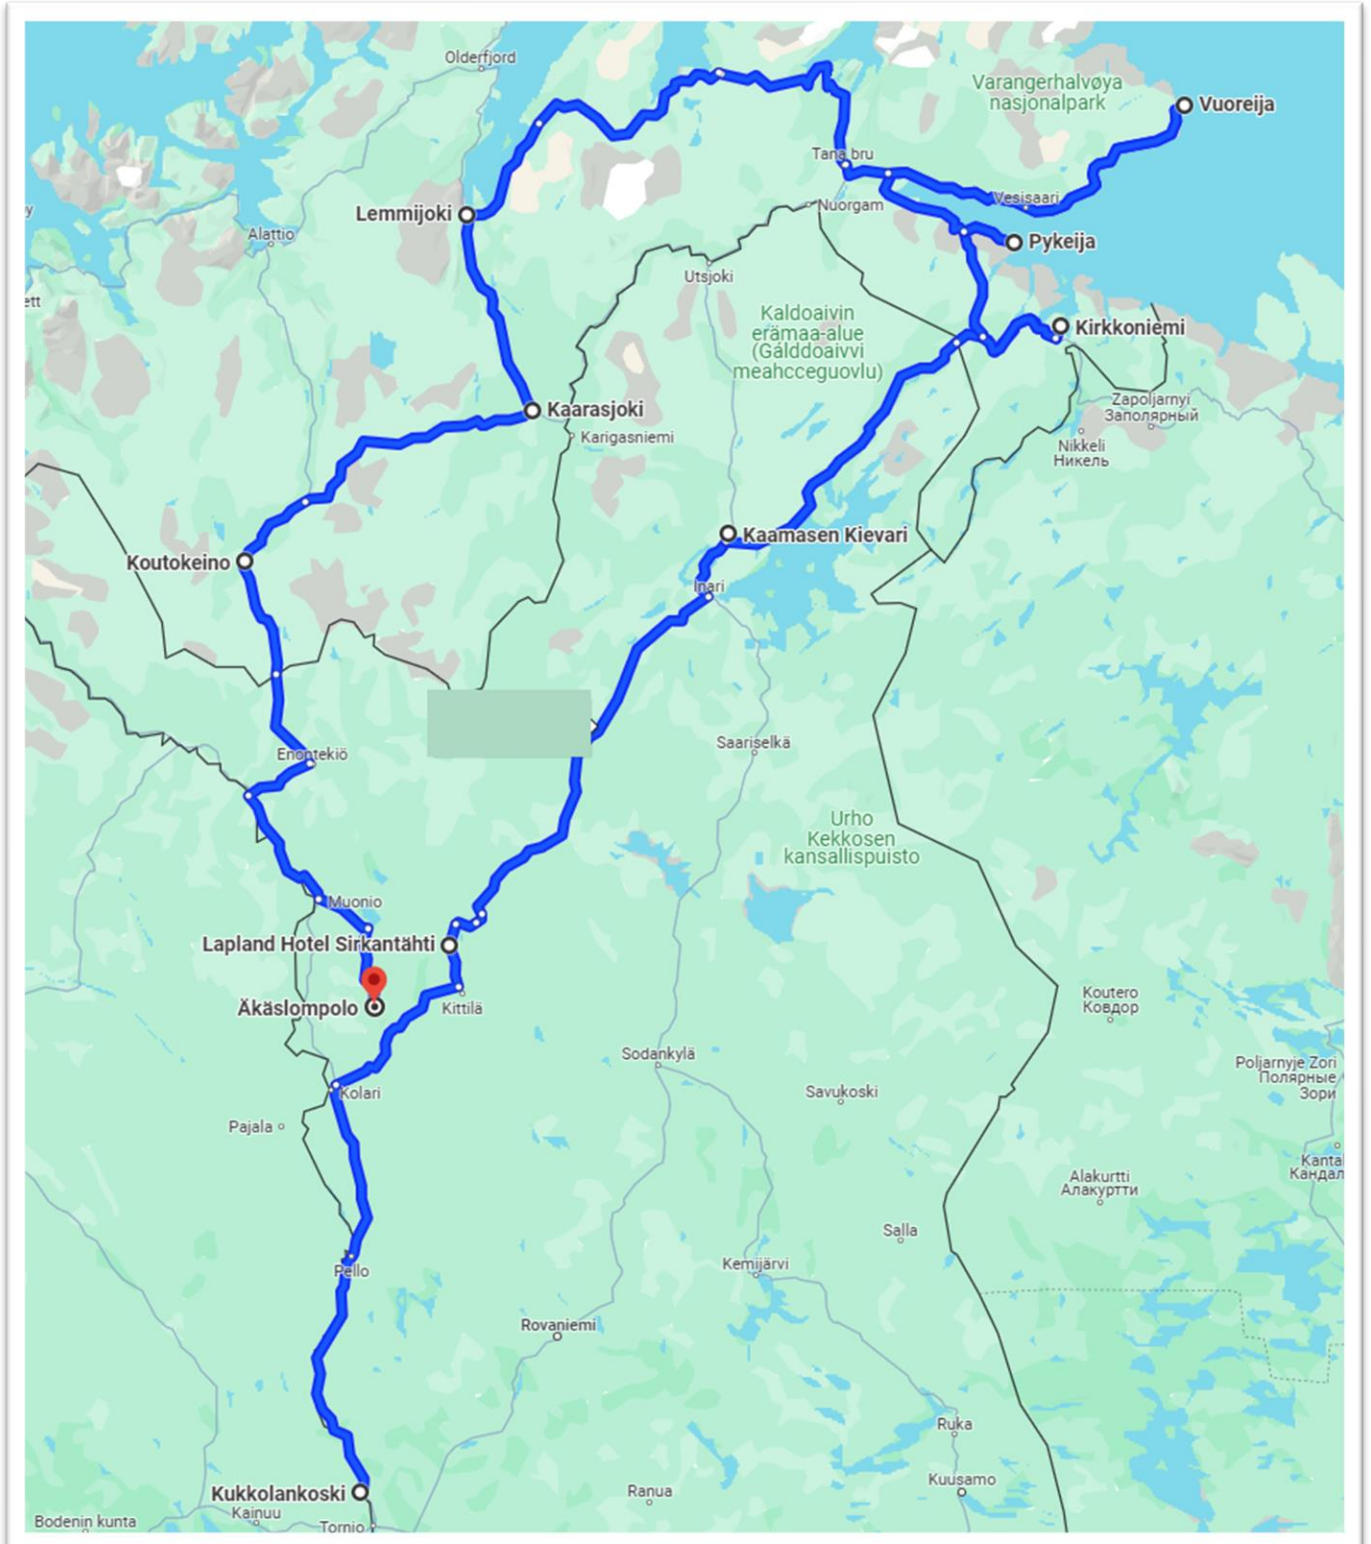 Olderfjord
Varangerhalvøya
nasjonalpark
Vuoreija
Tana bru
Vesisaari
Nuorgam
Lemmijoki
Alattio
Pykeija
Utsjoki
ett
Kaldoaivin
erämaa-alue
(Gálddoaivvi
meahcceguovlu)
Kirkkoniemi
Kaarasjoki
Karigasniemi
Zapoljarnyi
Заполярный
Nikkeli
Никель
Kaamasen Kievari
Koutokeino
Inari
Saariselkä
Enontekiö
Urho
Kekkosen
kansallispuisto
Muonio
Lapland Hotel Sirkantähti
Äkäslompolo
Kittilä
Koutero
Ковдор
Sodankylä
Poljarnyje Zori
Полярные
Зори
Kolari
Savukoski
Pajala
Kanta
Кандал
Alakurtti
Алакуртти
Salla
Pello
Kemijärvi
Rovaniemi
Ruka
Kuusamo
Kukkolankoski
Ranua
Kainuu
Bodenin kunta
Tornio